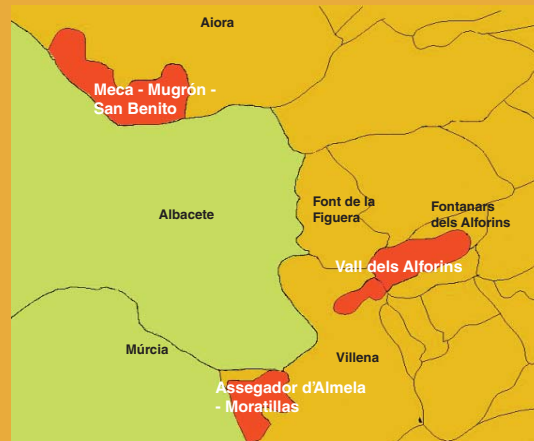 Aiora
Meca - Mugrón -
San Benito
Albacete
Font de la
Figuera
Fontanars
dels Alforins
Vall dels Alforins
Múrcia
Villena
Assegador d'Almela
- Moratillas